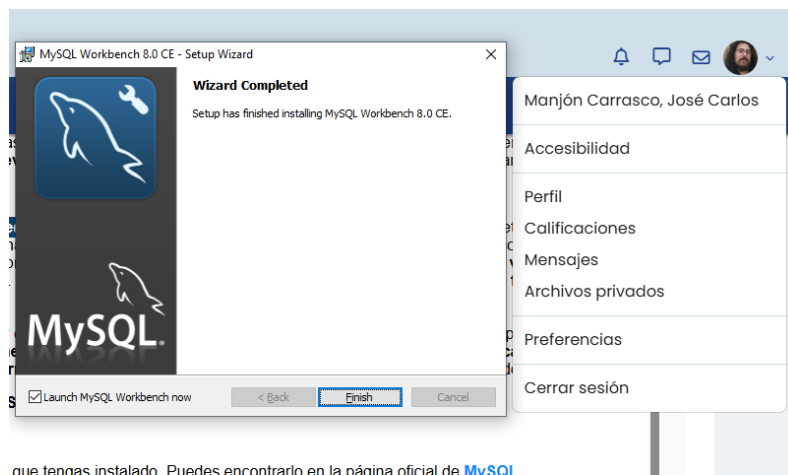 MySQL Workbench 8.0 CE - Setup Wizard
Wizard Completed
Setup has finished installing MySQL Workbench 8.0 CE.
MySQL.
Launch MySQL Workbench now
< Back
Finish
Cancel
Manjón Carrasco, José Carlos
Accesibilidad
Perfil
Calificaciones
Mensajes
Archivos privados
Preferencias
Cerrar sesión
que tengas instalado. Puedes encontrarlo en la página oficial de MySQL